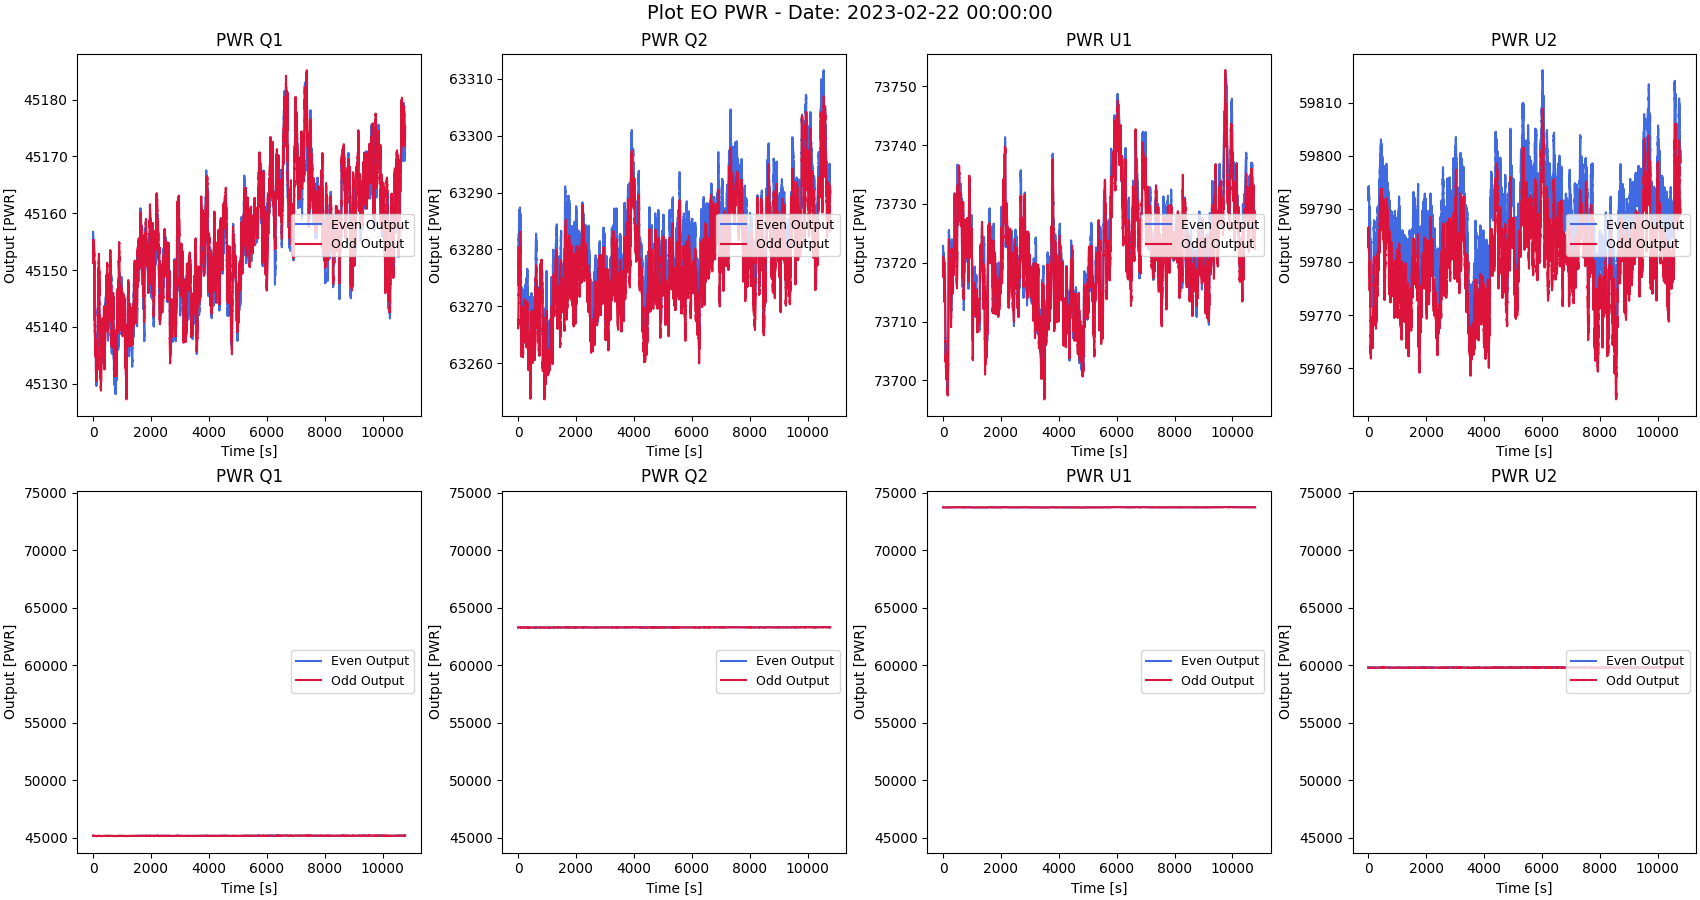 Plot EO PWR - Date: 2023-02-22 00:00:00
PWR Q1
Output [PWR]
45180
45170
45160
45150
45140
45130
Even Output
Odd Output
0 2000 4000 6000 8000 10000
Time [s]
PWR Q2
Output [PWR]
63310
63300
63290
63280
63270
63260
Even Output
Odd Output
0 2000 4000 6000 8000 10000
Time [s]
PWR U1
Output [PWR]
73750
73740
73730
73720
73710
73700
Even Output
Odd Output
0 2000 4000 6000 8000 10000
Time [s]
PWR U2
Output [PWR]
59810
59800
59790
59780
59770
59760
Even Output
Odd Output
0 2000 4000 6000 8000 10000
Time [s]
PWR Q1
Output [PWR]
75000
70000
65000
60000
55000
50000
45000
Even Output
Odd Output
0 2000 4000 6000 8000 10000
Time [s]
PWR Q2
Output [PWR]
75000
70000
65000
60000
55000
50000
45000
Even Output
Odd Output
0 2000 4000 6000 8000 10000
Time [s]
PWR U1
Output [PWR]
75000
70000
65000
60000
55000
50000
45000
Even Output
Odd Output
0 2000 4000 6000 8000 10000
Time [s]
PWR U2
Output [PWR]
75000
70000
65000
60000
55000
50000
45000
Even Output
Odd Output
0 2000 4000 6000 8000 10000
Time [s]